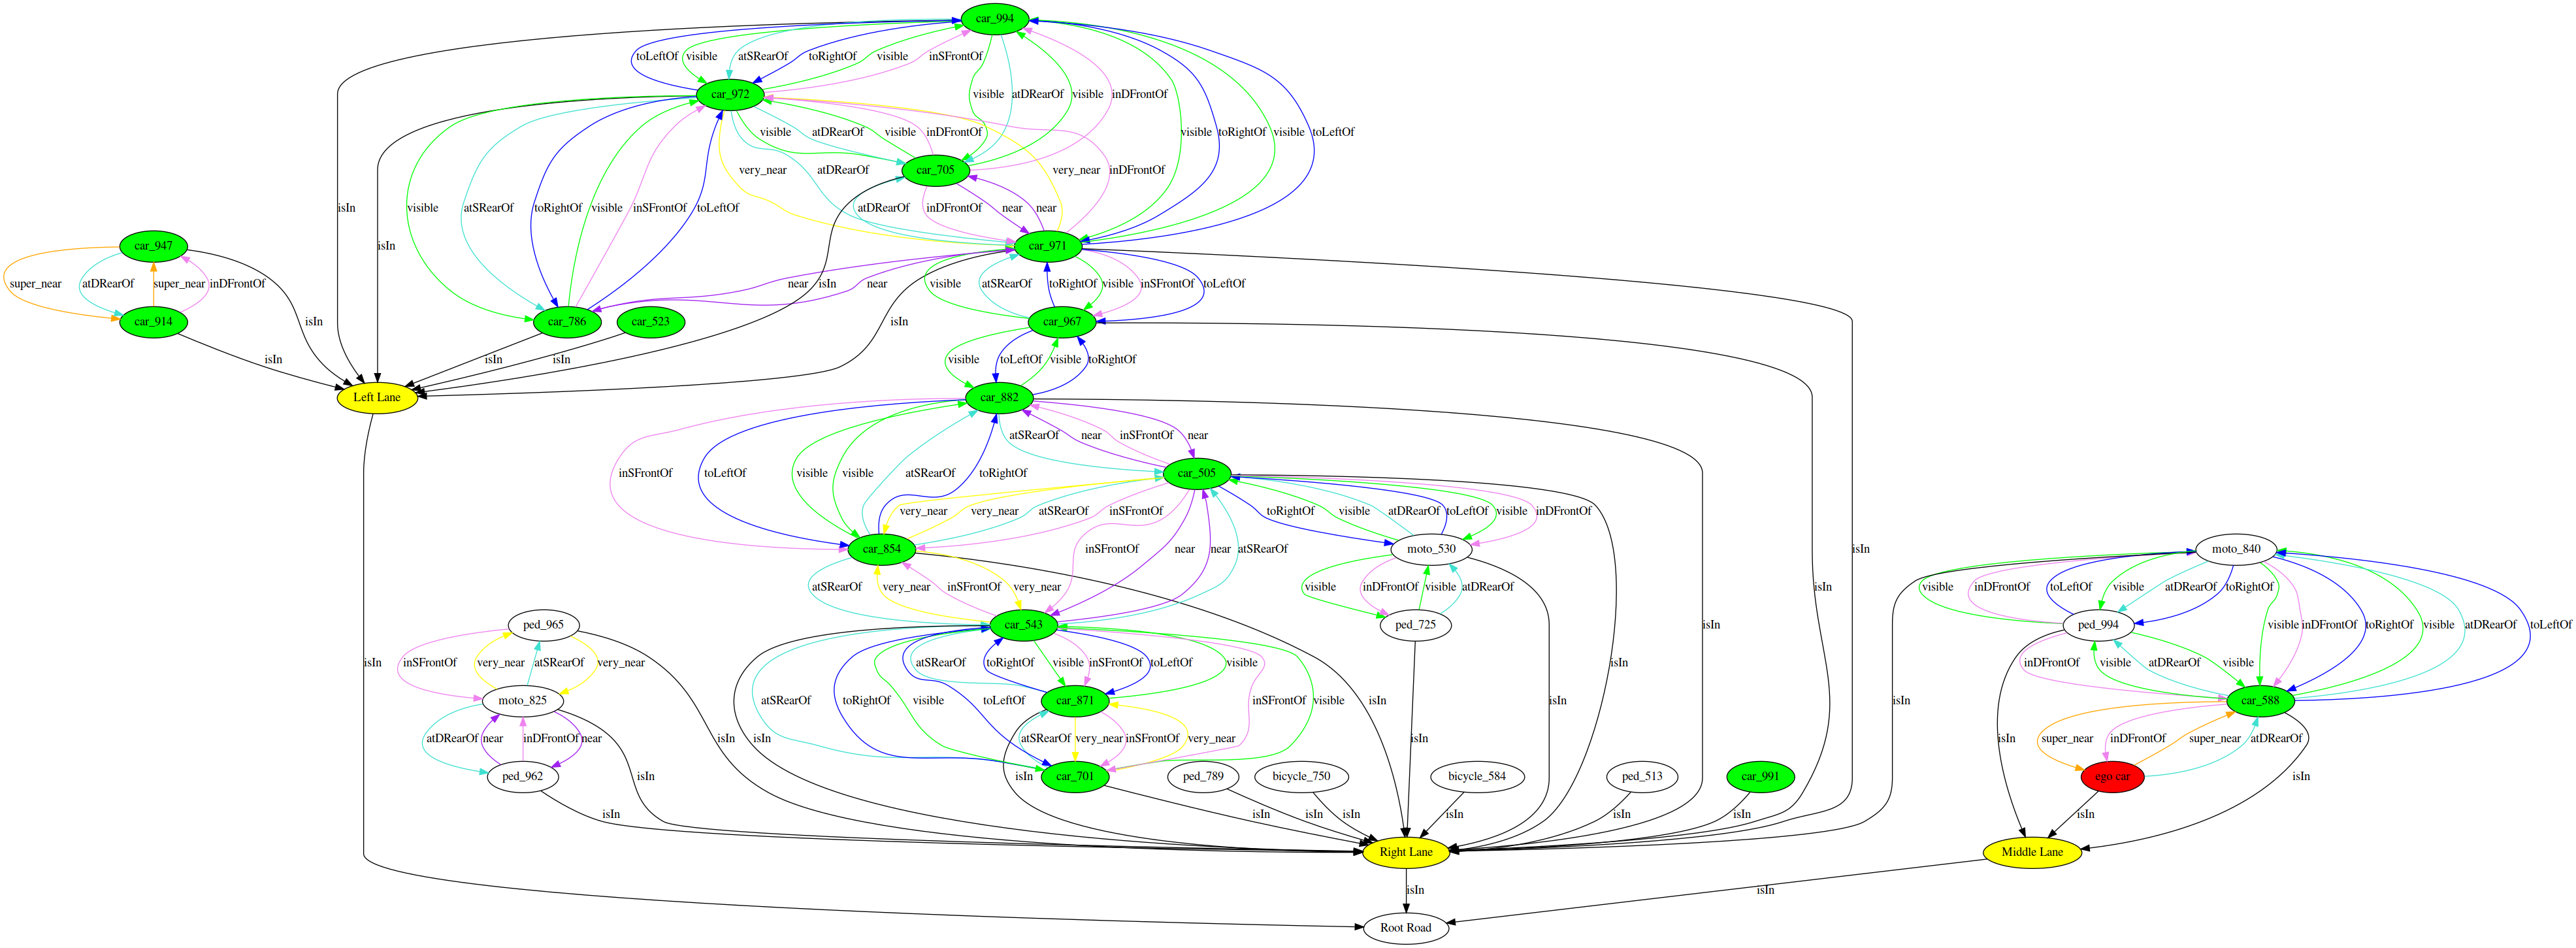 car_994
toLeftOf visible atSRearOf toRightOf visible inSFrontOf
car_972 visible atDRearOf visible inDFrontOf
visible atDRearOf visible inDFrontOf visible toRightOf visible toLeftOf
car_705
very_near atDRearOf very_near inDFrontOf
isIn visible atSRearOf toRightOf visible inSFrontOf toLeftOf atDRearOf inDFrontOf near near
car_947 isIn car_971
super_near atDRearOf super_near inDFrontOf near isIn near visible atSRearOf toRightOf visible inSFrontOf toLeftOf
car_914 isIn car_786 car_523 isIn car_967
isIn isIn isIn visible toLeftOf visible toRightOf
Left Lane car_882
atSRearOf near inSFrontOf near
inSFrontOf toLeftOf visible visible atSRearOf toRightOf car_505
very_near very_near atSRearOf inSFrontOf toRightOf visible atDRearOf toLeftOf visible inDFrontOf
car_854 inSFrontOf near near atSRearOf moto_530 isIn moto_840
atSRearOf very_near inSFrontOf very_near isIn visible inDFrontOf visible atDRearOf visible inDFrontOf toLeftOf visible atDRearOf toRightOf
ped_965 car_543 isIn ped_725 ped_994 visible inDFrontOf toRightOf visible atDRearOf toLeftOf
isIn inSFrontOf very_near atSRearOf very_near atSRearOf toRightOf visible inSFrontOf toLeftOf visible isIn inDFrontOf visible atDRearOf visible
moto_825 atSRearOf toRightOf visible toLeftOf car_871 inSFrontOf visible isIn isIn isIn car_588
atDRearOf near inDFrontOf near isIn isIn atSRearOf very_near inSFrontOf very_near isIn isIn super_near inDFrontOf super_near atDRearOf
ped_962 isIn isIn car_701 ped_789 bicycle_750 bicycle_584 ped_513 car_991 ego car isIn
isIn isIn isIn isIn isIn isIn isIn isIn
Right Lane Middle Lane
isIn isIn
Root Road